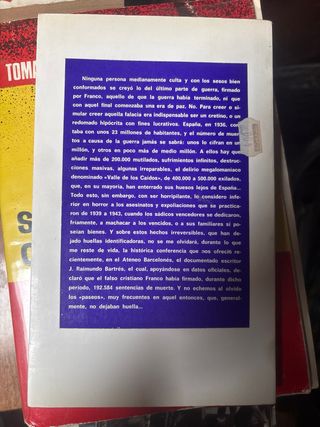 TOMA
S
Ninguna persona medianamente culta y con los sesos bien
conformados se creyó lo del último parte de guerra, firmado
por Franco, aquello de que la guerra había terminado, ni que
con aquel final comenzaba una era de paz. No. Para creer o si-
mular creer aquella falacia era indispensable ser un cretino, o un
redomado hipócrita con fines lucrativos. España, en 1936, con-
taba con unos 23 millones de habitantes, y el número de muer-
tos a causa de la guerra jamás se sabrá: unos lo cifran en un
millón, y otros en poco más de medio millón. A ellos hay que
añadir más de 200.000 mutilados, sufrimientos infinitos, destruc-
ciones masivas, algunas irreparables, el delirio megalomaníaco
denominado «Valle de los Caídos», de 400.000 a 500.000 exilados,
que, en su mayoría, han enterrado sus huesos lejos de España...
Todo esto, sin embargo, con ser horripilante, lo considero infe-
rior en horror a los asesinatos y expoliaciones que se practica-
ron de 1939 a 1943, cuando los sádicos vencedores se dedicaron,
fríamente, a machacar a los vencidos, o a sus familiares si po-
seían bienes. Y sobre estos hechos irreversibles, que han de-
jado huellas identificadoras, no se me olvidará, durante lo que
me reste de vida, la histórica conferencia que nos ofreció re-
cientemente, en el Ateneo Barcelonés, el documentado escritor
J. Raimundo Bartrés, el cual, apoyándose en datos oficiales, de-
claró que el falso cristiano Franco había firmado, durante dicho
período, 192.584 sentencias de muerte. Y no echemos al olvido
los «paseos», muy frecuentes en aquel entonces, que, general-
mente, no dejaban huella...